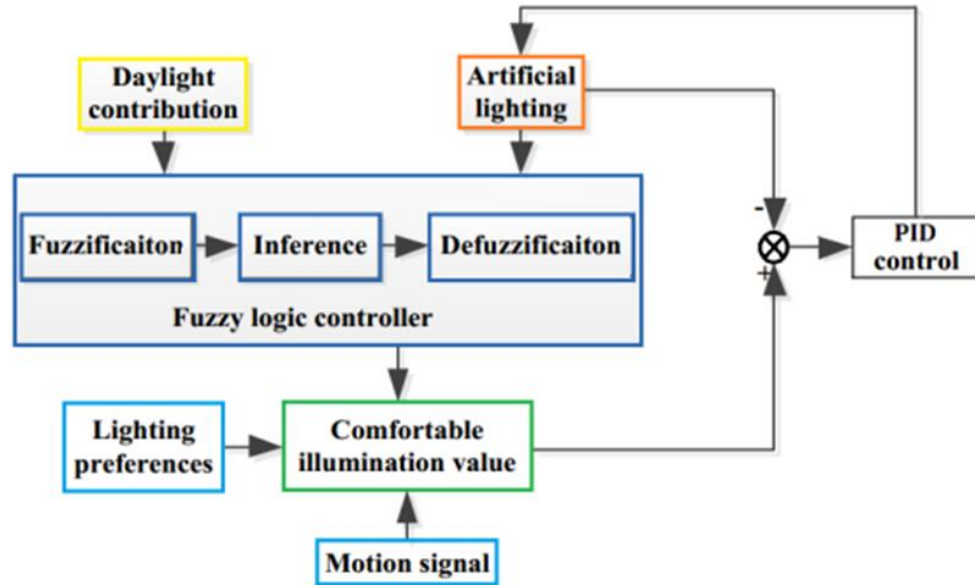 Daylight
contribution
Artificial
lighting
-
Fuzzificaiton
Inference
Defuzzificaiton
PID
control
+
Fuzzy logic controller
Lighting
preferences
Comfortable
illumination value
Motion signal